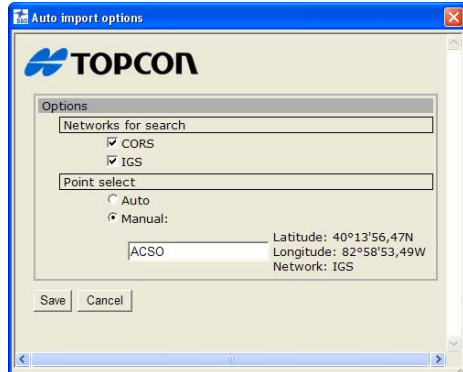 Auto import options
TOPCON
Options
Networks for search
CORS
IGS
Point select
Auto
Manual:
ACSO
Latitude: 40°13'56,47N
Longitude: 82°58'53,49W
Network: IGS
Save Cancel